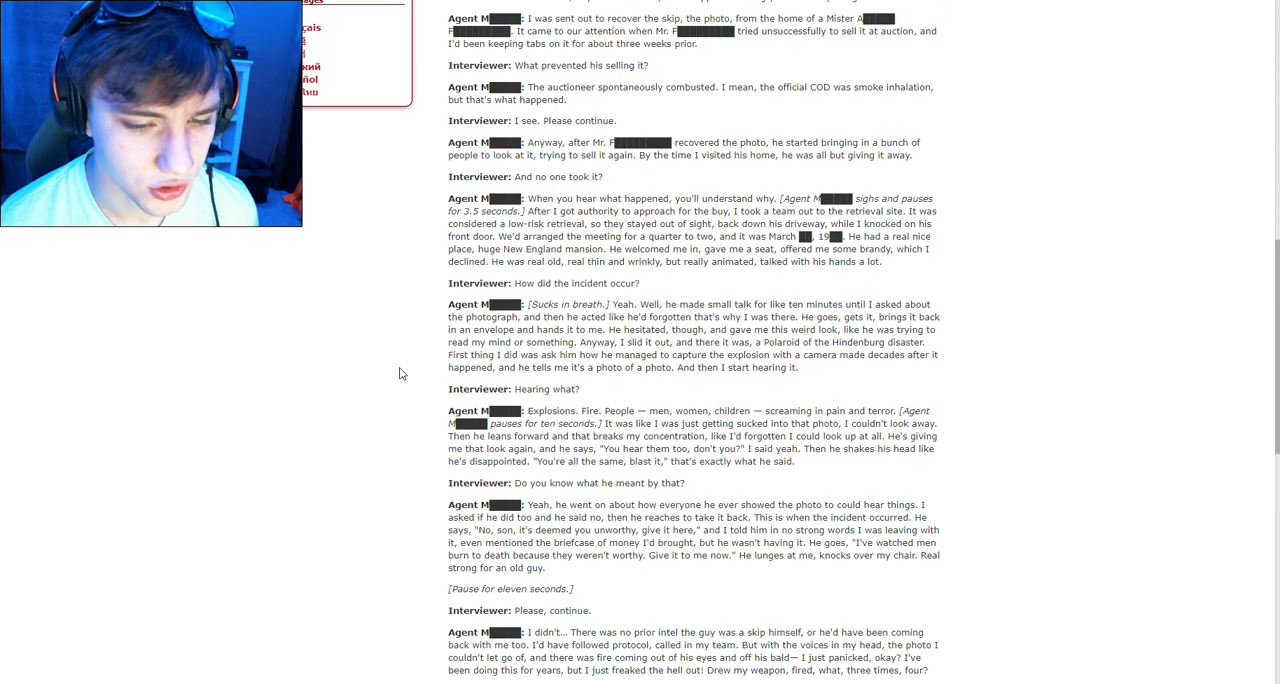 çais
кий
ñol
ไทย
Agent M█████: I was sent out to recover the skip, the photo, from the home of a Mister A█████
F█████████. It came to our attention when Mr. F█████████ tried unsuccessfully to sell it at auction, and
I'd been keeping tabs on it for about three weeks prior.
Interviewer: What prevented his selling it?
Agent M█████: The auctioneer spontaneously combusted. I mean, the official COD was smoke inhalation,
but that's what happened.
Interviewer: I see. Please continue.
Agent M█████: Anyway, after Mr. F█████████ recovered the photo, he started bringing in a bunch of
people to look at it, trying to sell it again. By the time I visited his home, he was all but giving it away.
Interviewer: And no one took it?
Agent M█████: When you hear what happened, you'll understand why. [Agent M█████ sighs and pauses
for 3.5 seconds.] After I got authority to approach for the buy, I took a team out to the retrieval site. It was
considered a low-risk retrieval, so they stayed out of sight, back down his driveway, while I knocked on his
front door. We'd arranged the meeting for a quarter to two, and it was March ██, 19██. He had a real nice
place, huge New England mansion. He welcomed me in, gave me a seat, offered me some brandy, which I
declined. He was real old, real thin and wrinkly, but really animated, talked with his hands a lot.
Interviewer: How did the incident occur?
Agent M█████: [Sucks in breath.] Yeah. Well, he made small talk for like ten minutes until I asked about
the photograph, and then he acted like he'd forgotten that's why I was there. He goes, gets it, brings it back
in an envelope and hands it to me. He hesitated, though, and gave me this weird look, like he was trying to
read my mind or something. Anyway, I slid it out, and there it was, a Polaroid of the Hindenburg disaster.
First thing I did was ask him how he managed to capture the explosion with a camera made decades after it
happened, and he tells me it's a photo of a photo. And then I start hearing it.
Interviewer: Hearing what?
Agent M█████: Explosions. Fire. People — men, women, children — screaming in pain and terror. [Agent
M█████ pauses for ten seconds.] It was like I was just getting sucked into that photo, I couldn't look away.
Then he leans forward and that breaks my concentration, like I'd forgotten I could look up at all. He's giving
me that look again, and he says, "You hear them too, don't you?" I said yeah. Then he shakes his head like
he's disappointed. "You're all the same, blast it," that's exactly what he said.
Interviewer: Do you know what he meant by that?
Agent M█████: Yeah, he went on about how everyone he ever showed the photo to could hear things. I
asked if he did too and he said no, then he reaches to take it back. This is when the incident occurred. He
says, "No, son, it's deemed you unworthy, give it here," and I told him in no strong words I was leaving with
it, even mentioned the briefcase of money I'd brought, but he wasn't having it. He goes, "I've watched men
burn to death because they weren't worthy. Give it to me now." He lunges at me, knocks over my chair. Real
strong for an old guy.
[Pause for eleven seconds.]
Interviewer: Please, continue.
Agent M█████: I didn't… There was no prior intel the guy was a skip himself, or he'd have been coming
back with me too. I'd have followed protocol, called in my team. But with the voices in my head, the photo I
couldn't let go of, and there was fire coming out of his eyes and off his bald— I just panicked, okay? I've
been doing this for years, but I just freaked the hell out! Drew my weapon, fired, what, three times, four?